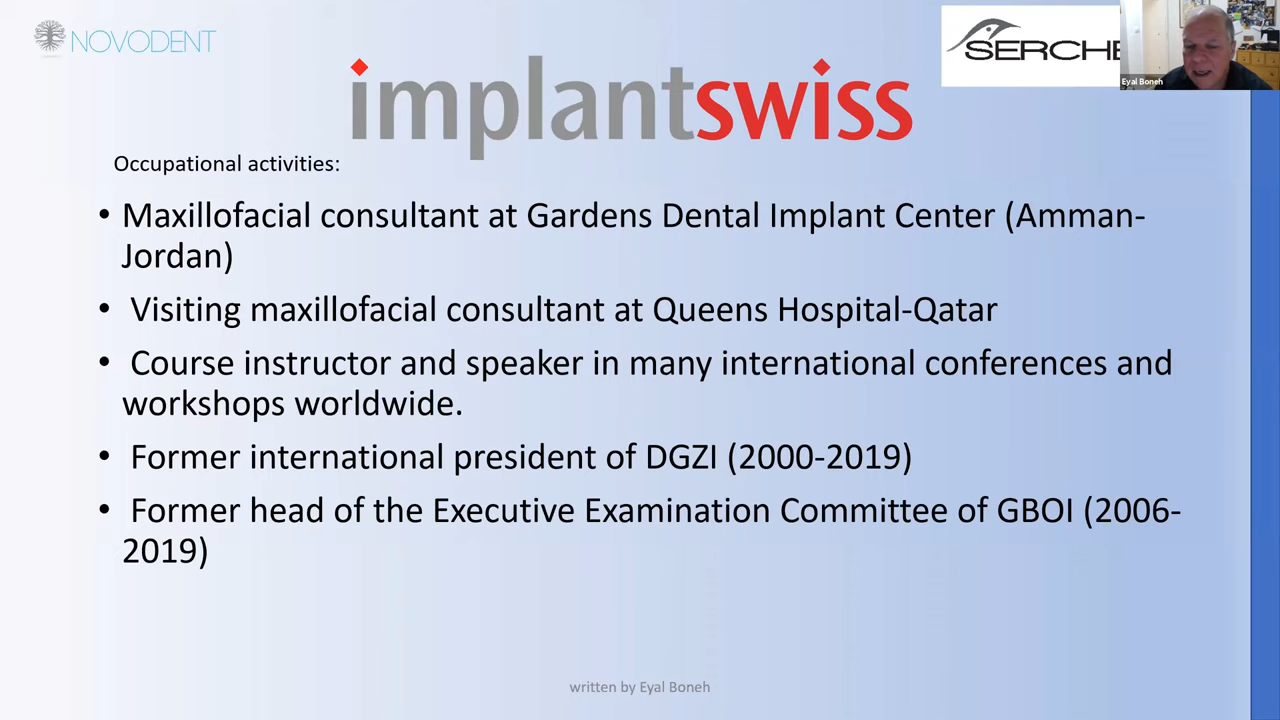 NOVODENT
SERCHE
Eyal Boneh
implantswiss
Occupational activities:
• Maxillofacial consultant at Gardens Dental Implant Center (Amman-
Jordan)
• Visiting maxillofacial consultant at Queens Hospital-Qatar
• Course instructor and speaker in many international conferences and
workshops worldwide.
• Former international president of DGZI (2000-2019)
• Former head of the Executive Examination Committee of GBOI (2006-
2019)
written by Eyal Boneh